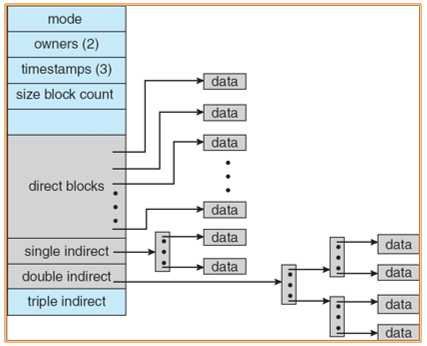 mode
owners (2)
timestamps (3)
size block count
direct blocks
single indirect
double indirect
triple indirect
data
data
data
data
data
data
data
data
data
data